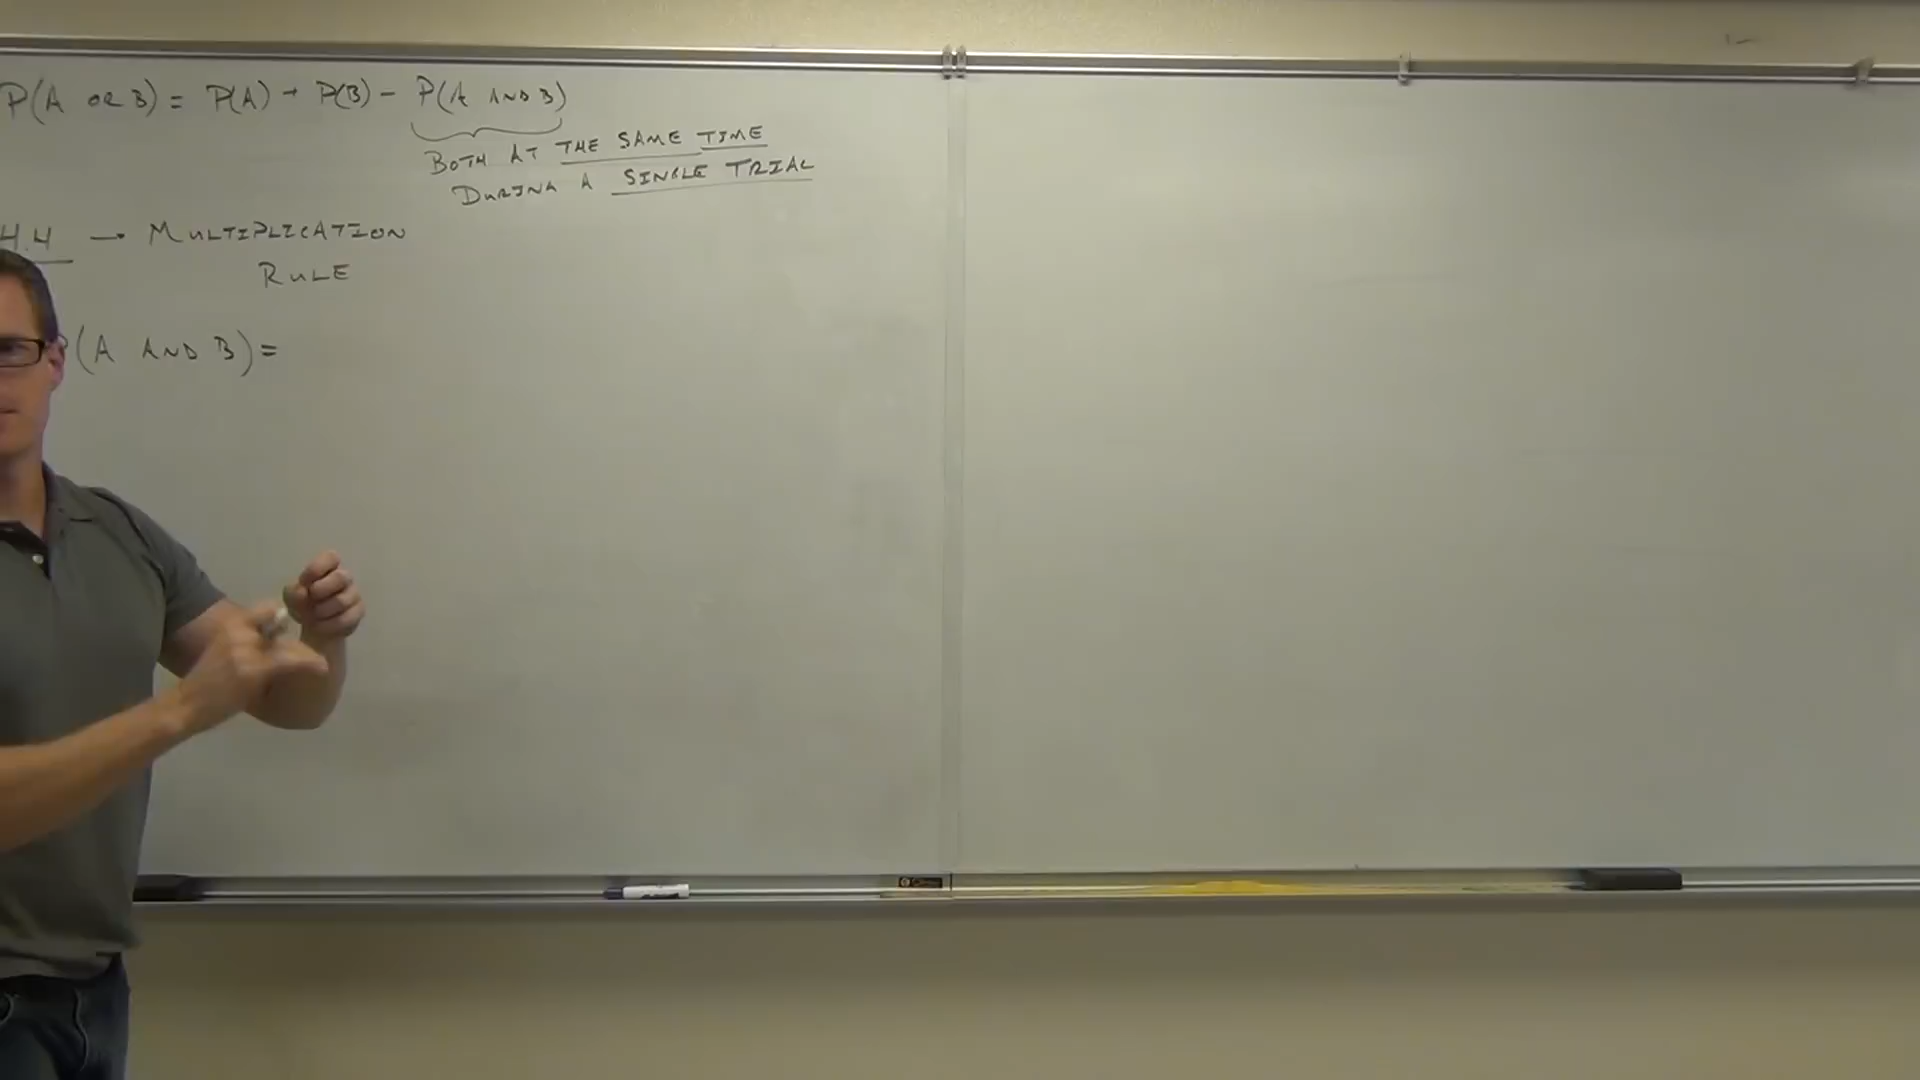 P(A OR B) = P(A) + P(B) - P(A AND B)
BOTH AT THE SAME TIME
DURING A SINGLE TRIAL
4.4 → MULTIPLICATION
RULE
(A AND B) =